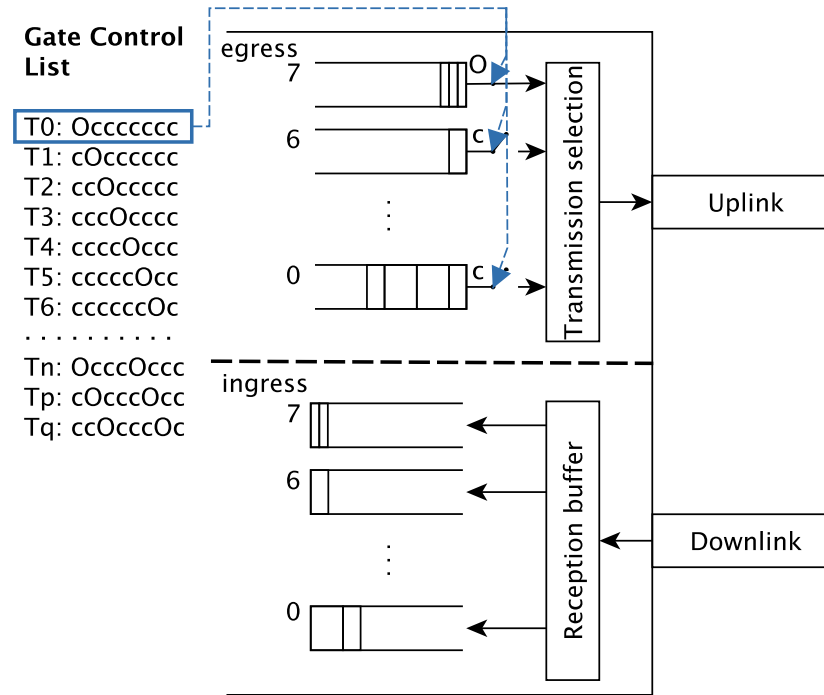 Gate Control
List
T0: Occccccc
T1: cOcccccc
T2: ccOccccc
T3: cccOcccc
T4: ccccOccc
T5: cccccOcc
T6: ccccccOc
. . . . . . . . . .
Tn: OcccOccc
Tp: cOcccOcc
Tq: ccOcccOc
egress
7
O
6
c
...
0
c
Transmission selection
Uplink
ingress
7
6
...
0
Reception buffer
Downlink